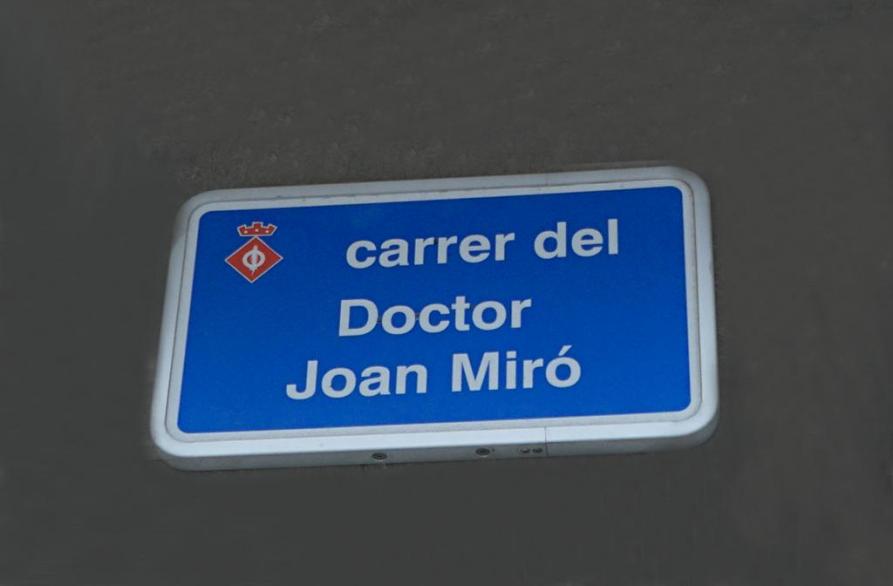 carrer del
Doctor
Joan Miró